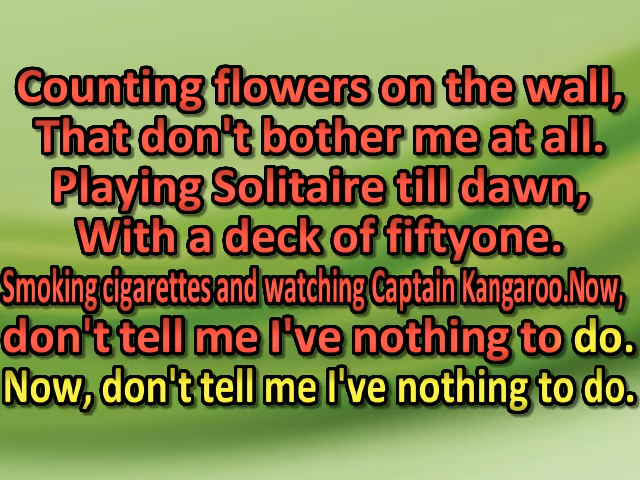 Counting flowers on the wall,
That don't bother me at all.
Playing Solitaire till dawn,
With a deck of fiftyone.
Smoking cigarettes and watching Captain Kangaroo.Now,
don't tell me I've nothing to do.
Now, don't tell me I've nothing to do.